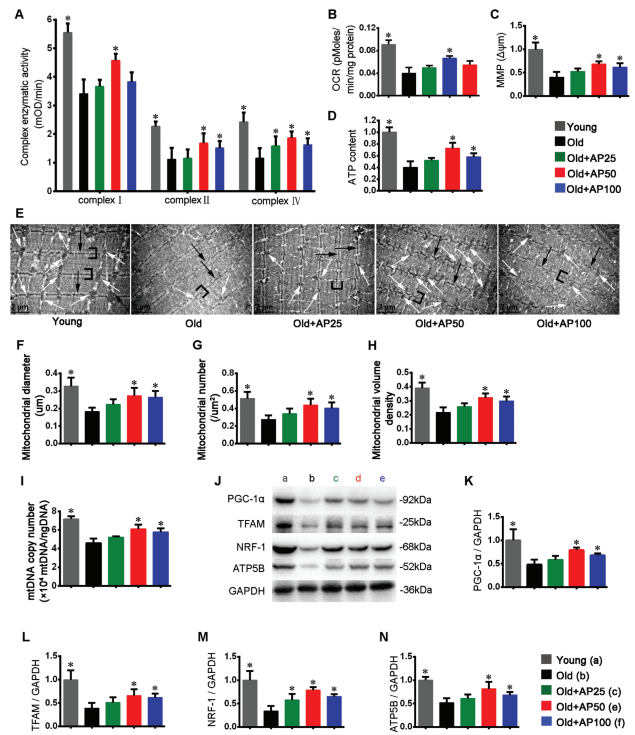 A
Complex enzymatic activity
(mOD/min)
6
5
4
3
2
1
0
*
*
*
*
*
*
*
*
*
complex I
complex II
complex IV
B
OCR (pMoles/
min/mg protein)
0.12
0.08
0.04
0.00
*
*
C
MMP (Δψm)
1.5
1.0
0.5
0.0
*
*
*
D
ATP content
1.2
1.0
0.8
0.6
0.4
0.2
0.0
*
*
*
Young
Old
Old+AP25
Old+AP50
Old+AP100
E
2 μm
Young
Old
Old+AP25
Old+AP50
Old+AP100
F
Mitochondrial diameter
(um)
0.4
0.3
0.2
0.1
0.0
*
*
*
G
Mitochondrial number
(/um²)
0.8
0.6
0.4
0.2
0.0
*
*
*
H
Mitochondrial volume
density
0.5
0.4
0.3
0.2
0.1
0.0
*
*
*
I
mtDNA copy number
(×10⁴ mtDNA/ngDNA)
8
6
4
2
0
*
*
*
J
a b c d e
PGC-1α -92kDa
TFAM -25kDa
NRF-1 -68kDa
ATP5B -52kDa
GAPDH -36kDa
K
PGC-1α / GAPDH
1.5
1.0
0.5
0.0
*
*
*
L
TFAM / GAPDH
1.5
1.0
0.5
0.0
*
*
*
M
NRF-1 / GAPDH
1.5
1.0
0.5
0.0
*
*
*
*
N
ATP5B / GAPDH
1.5
1.0
0.5
0.0
*
*
*
Young (a)
Old (b)
Old+AP25 (c)
Old+AP50 (e)
Old+AP100 (f)